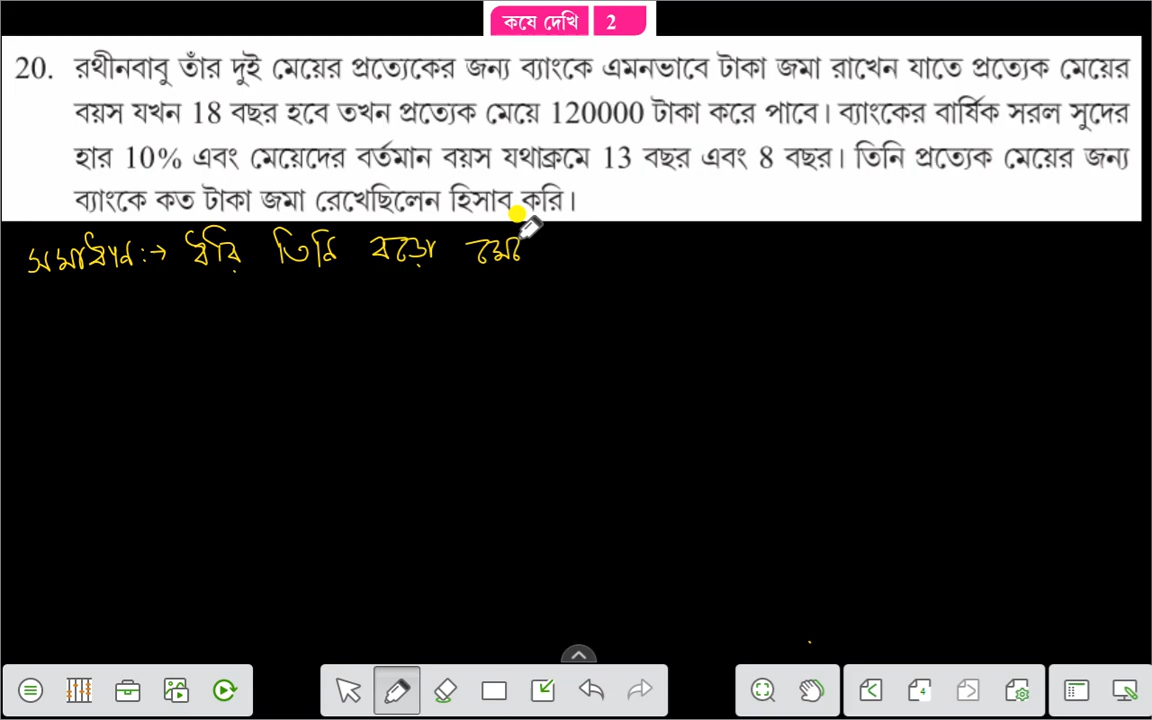 কষে দেখি 2
20. রথীনবাবু তাঁর দুই মেয়ের প্রত্যেকের জন্য ব্যাংকে এমনভাবে টাকা জমা রাখেন যাতে প্রত্যেক মেয়ের
বয়স যখন 18 বছর হবে তখন প্রত্যেক মেয়ে 120000 টাকা করে পাবে। ব্যাংকের বার্ষিক সরল সুদের
হার 10% এবং মেয়েদের বর্তমান বয়স যথাক্রমে 13 বছর এবং 8 বছর। তিনি প্রত্যেক মেয়ের জন্য
ব্যাংকে কত টাকা জমা রেখেছিলেন হিসাব করি।
সমাধান:→ ধরি তিনি বড়ো মে
4